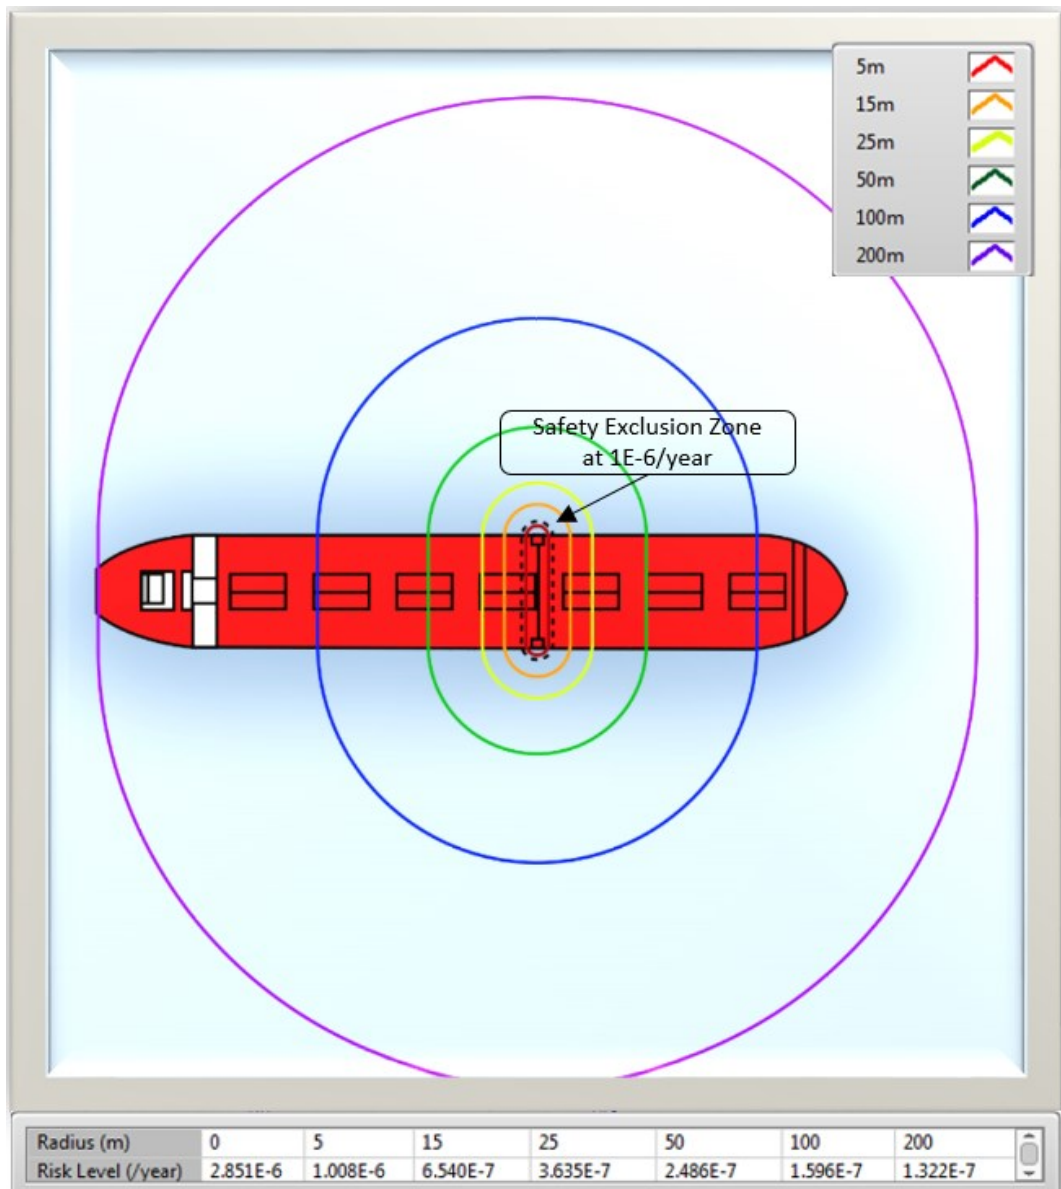 5m
15m
25m
50m
100m
200m
Safety Exclusion Zone
at 1E-6/year
Radius (m) 0 5 15 25 50 100 200
Risk Level (/year) 2.851E-6 1.008E-6 6.540E-7 3.635E-7 2.486E-7 1.596E-7 1.322E-7